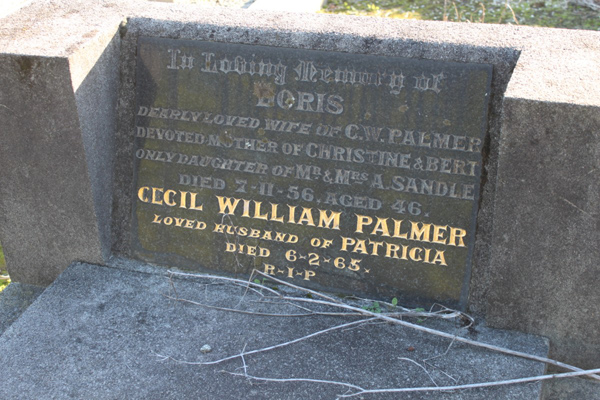 In Loving Memory of
DORIS
DEARLY LOVED WIFE OF C.W. PALMER
DEVOTED MOTHER OF CHRISTINE & BERT
ONLY DAUGHTER OF MR & MRS A. SANDLE
DIED 7-11-56, AGED 46.
CECIL WILLIAM PALMER
LOVED HUSBAND OF PATRICIA
DIED 6-2-65.
R-I-P